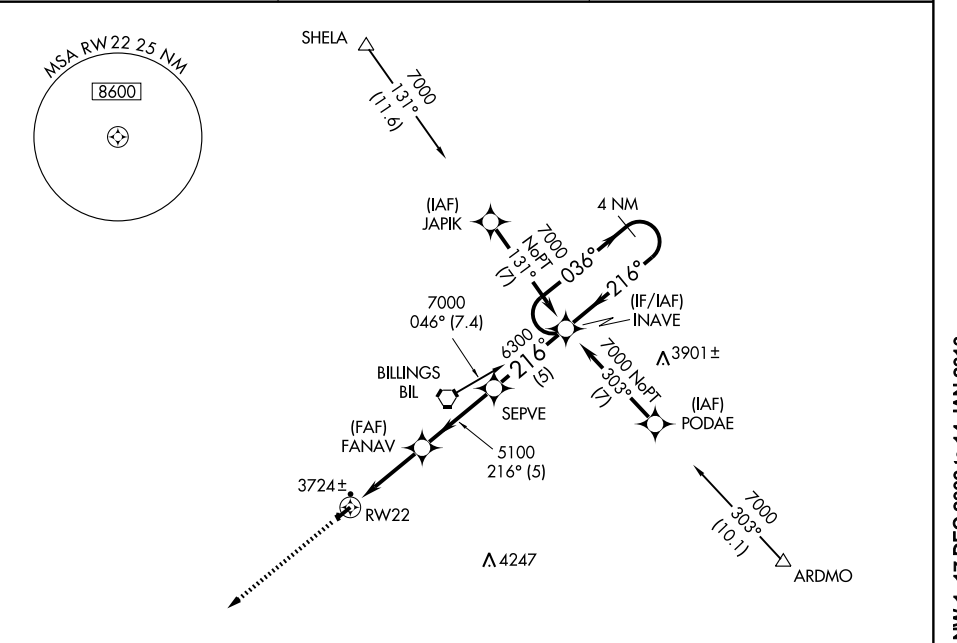 MSA RW22 25 NM
8600
SHELA
7000
131°
(11.6)
(IAF)
JAPIK
7000
NoPT
131°
(7)
4 NM
036°
216°
(IF/IAF)
INAVE
7000
046° (7.4)
6300
216°
(5)
BILLINGS
BIL
SEPVE
7000 NoPT
303°
(7)
3901±
(IAF)
PODAE
(FAF)
FANAV
5100
216° (5)
3724±
RW22
4247
7000
303°
(10.1)
ARDMO